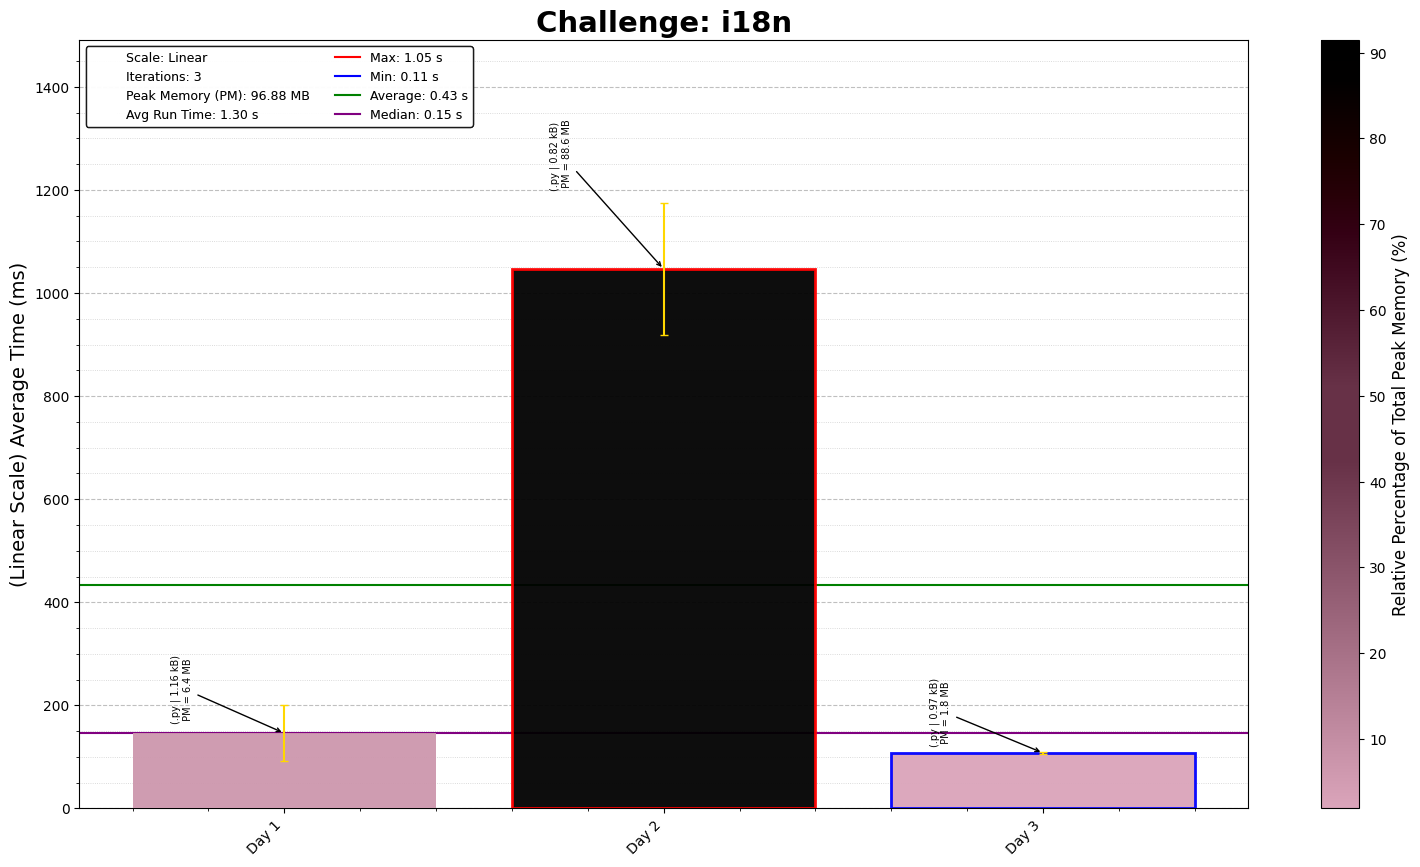 Challenge: i18n
Scale: Linear
Iterations: 3
Peak Memory (PM): 96.88 MB
Avg Run Time: 1.30 s
Max: 1.05 s
Min: 0.11 s
Average: 0.43 s
Median: 0.15 s
(Linear Scale) Average Time (ms)
1400
1200
1000
800
600
400
200
0
(.py | 1.16 kB)
PM = 6.4 MB
(.py | 0.82 kB)
PM = 88.6 MB
(.py | 0.97 kB)
PM = 1.8 MB
Day 1
Day 2
Day 3
90
80
70
60
50
40
30
20
10
Relative Percentage of Total Peak Memory (%)